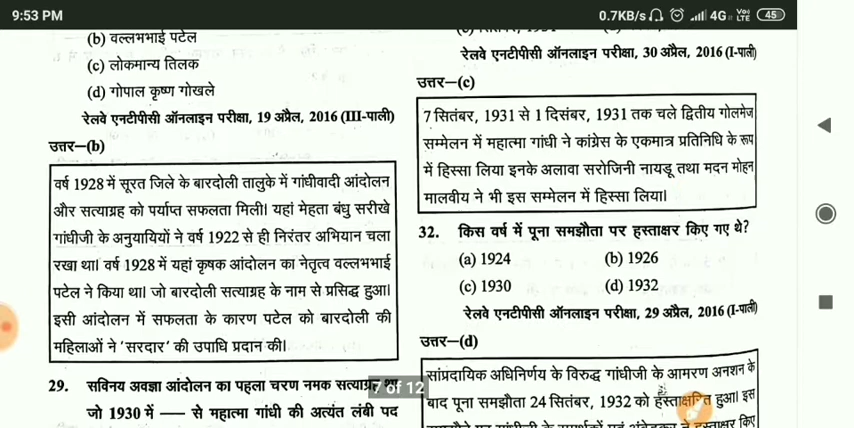 9:53 PM
0.7KB/s 4G VoLTE 45
(b) वल्लभभाई पटेल
(c) लोकमान्य तिलक
(d) गोपाल कृष्ण गोखले
रेलवे एनटीपीसी ऑनलाइन परीक्षा, 19 अप्रैल, 2016 (III-पाली)
उत्तर—(b)
वर्ष 1928 में सूरत जिले के बारदोली तालुके में गांधीवादी आंदोलन
और सत्याग्रह को पर्याप्त सफलता मिली। यहां मेहता बंधु सरीखे
गांधीजी के अनुयायियों ने वर्ष 1922 से ही निरंतर अभियान चला
रखा था। वर्ष 1928 में यहां कृषक आंदोलन का नेतृत्व वल्लभभाई
पटेल ने किया था। जो बारदोली सत्याग्रह के नाम से प्रसिद्ध हुआ।
इसी आंदोलन में सफलता के कारण पटेल को बारदोली की
महिलाओं ने 'सरदार' की उपाधि प्रदान की।
29. सविनय अवज्ञा आंदोलन का पहला चरण नमक सत्याग्रह था
जो 1930 में — से महात्मा गांधी की अत्यंत लंबी पद
7 of 12
रेलवे एनटीपीसी ऑनलाइन परीक्षा, 30 अप्रैल, 2016 (I-पाली)
उत्तर—(c)
7 सितंबर, 1931 से 1 दिसंबर, 1931 तक चले द्वितीय गोलमेज
सम्मेलन में महात्मा गांधी ने कांग्रेस के एकमात्र प्रतिनिधि के रूप
में हिस्सा लिया इनके अलावा सरोजिनी नायडू तथा मदन मोहन
मालवीय ने भी इस सम्मेलन में हिस्सा लिया।
32. किस वर्ष में पूना समझौता पर हस्ताक्षर किए गए थे?
(a) 1924 (b) 1926
(c) 1930 (d) 1932
रेलवे एनटीपीसी ऑनलाइन परीक्षा, 29 अप्रैल, 2016 (I-पाली)
उत्तर—(d)
सांप्रदायिक अधिनिर्णय के विरुद्ध गांधीजी के आमरण अनशन के
बाद पूना समझौता 24 सितंबर, 1932 को हस्ताक्षरित हुआ। इस